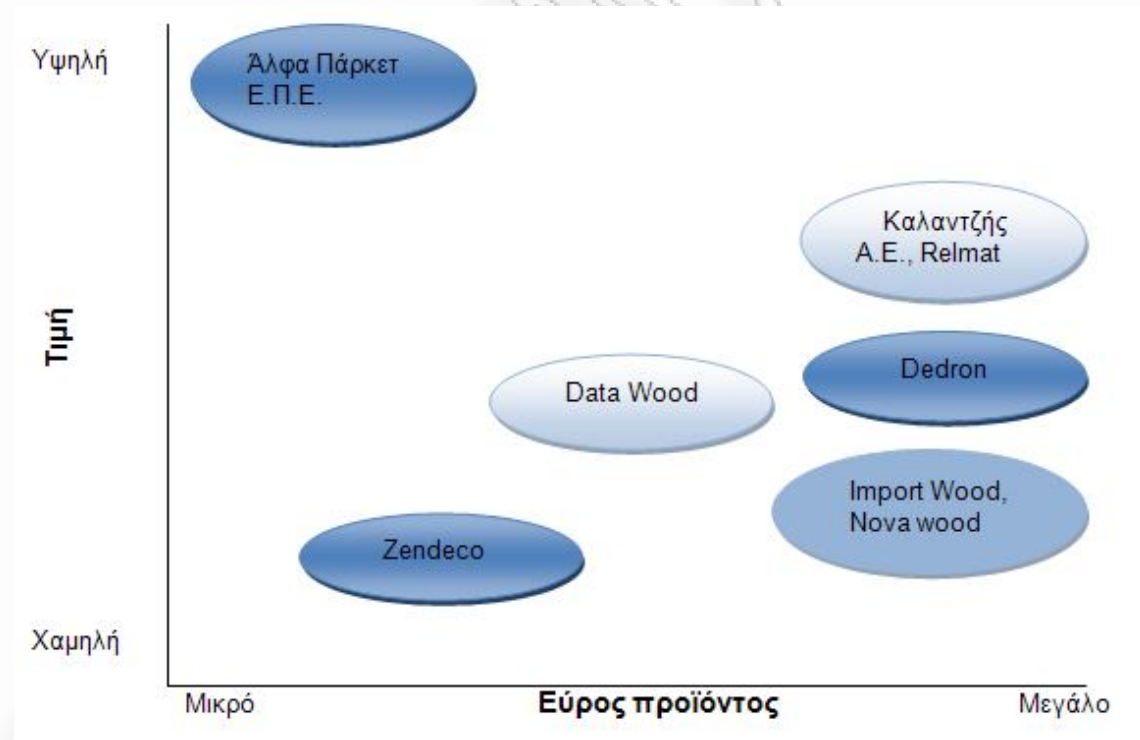 Υψηλή
Άλφα Πάρκετ
Ε.Π.Ε.
Καλαντζής
Α.Ε., Relmat
Τιμή
Dedron
Data Wood
Import Wood,
Nova wood
Zendeco
Χαμηλή
Μικρό
Εύρος προϊόντος
Μεγάλο